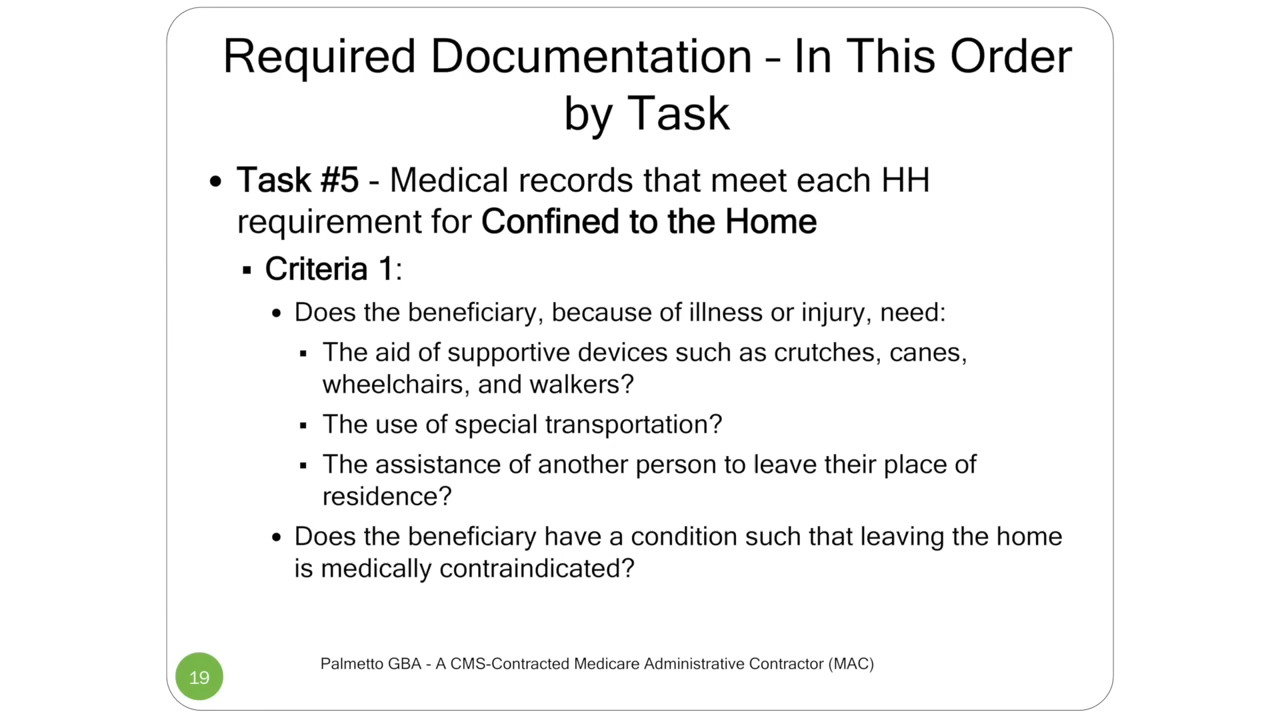 Required Documentation – In This Order
by Task
• Task #5 - Medical records that meet each HH
requirement for Confined to the Home
▪ Criteria 1:
• Does the beneficiary, because of illness or injury, need:
▪ The aid of supportive devices such as crutches, canes,
wheelchairs, and walkers?
▪ The use of special transportation?
▪ The assistance of another person to leave their place of
residence?
• Does the beneficiary have a condition such that leaving the home
is medically contraindicated?
Palmetto GBA - A CMS-Contracted Medicare Administrative Contractor (MAC)
19